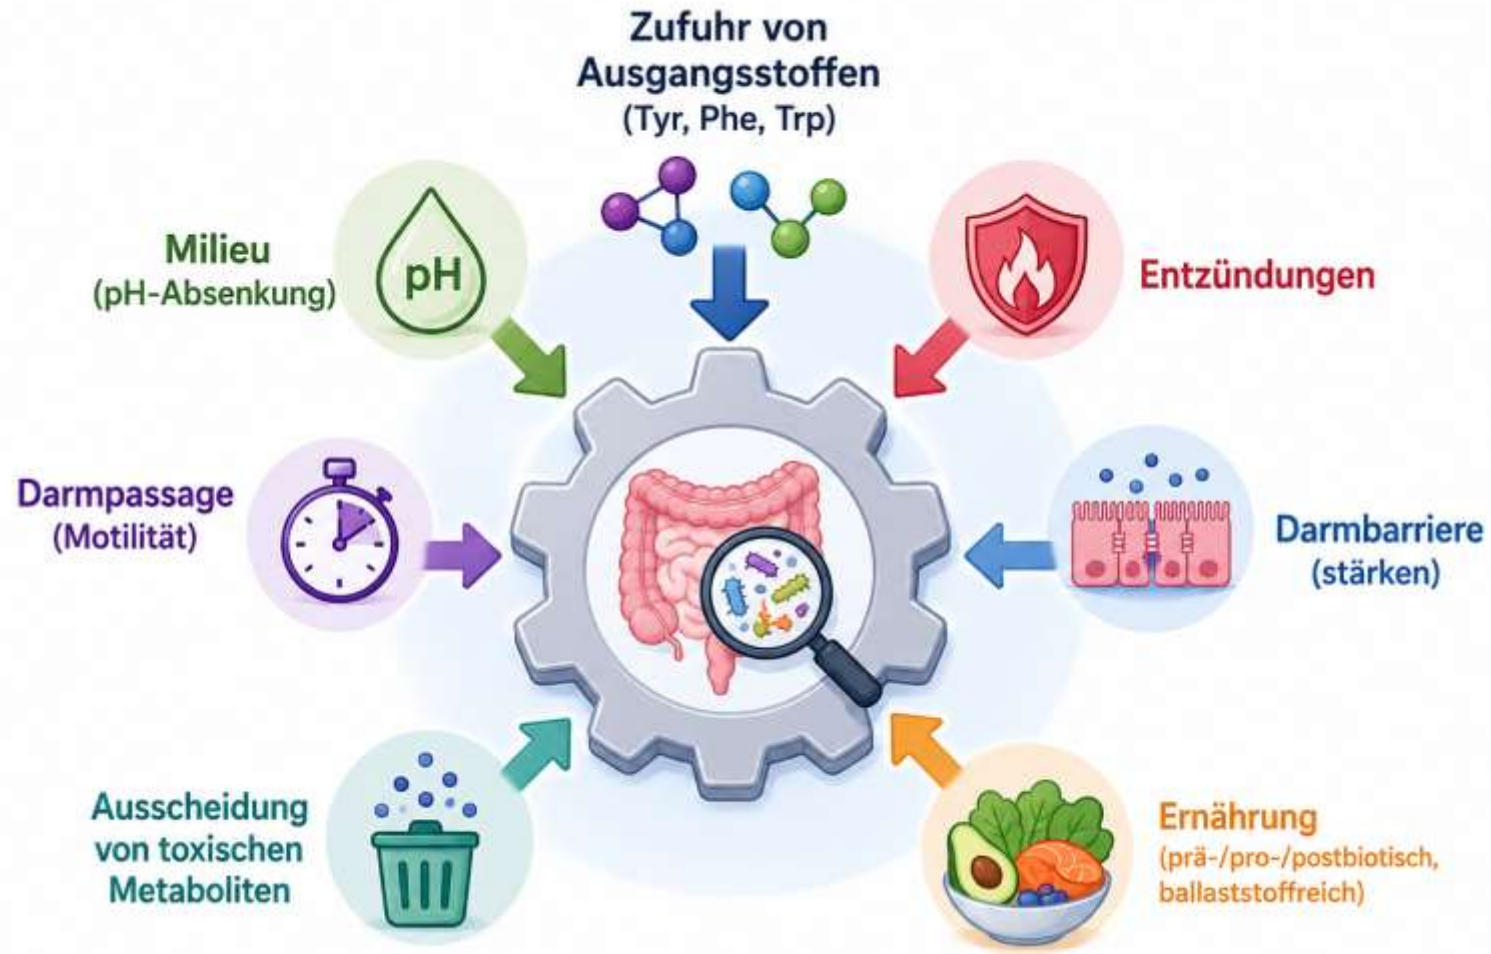 Zufuhr von
Ausgangsstoffen
(Tyr, Phe, Trp)
Milieu
(pH-Absenkung)
pH
Entzündungen
Darmpassage
(Motilität)
Darmbarriere
(stärken)
Ausscheidung
von toxischen
Metaboliten
Ernährung
(prä-/pro-/postbiotisch,
ballaststoffreich)